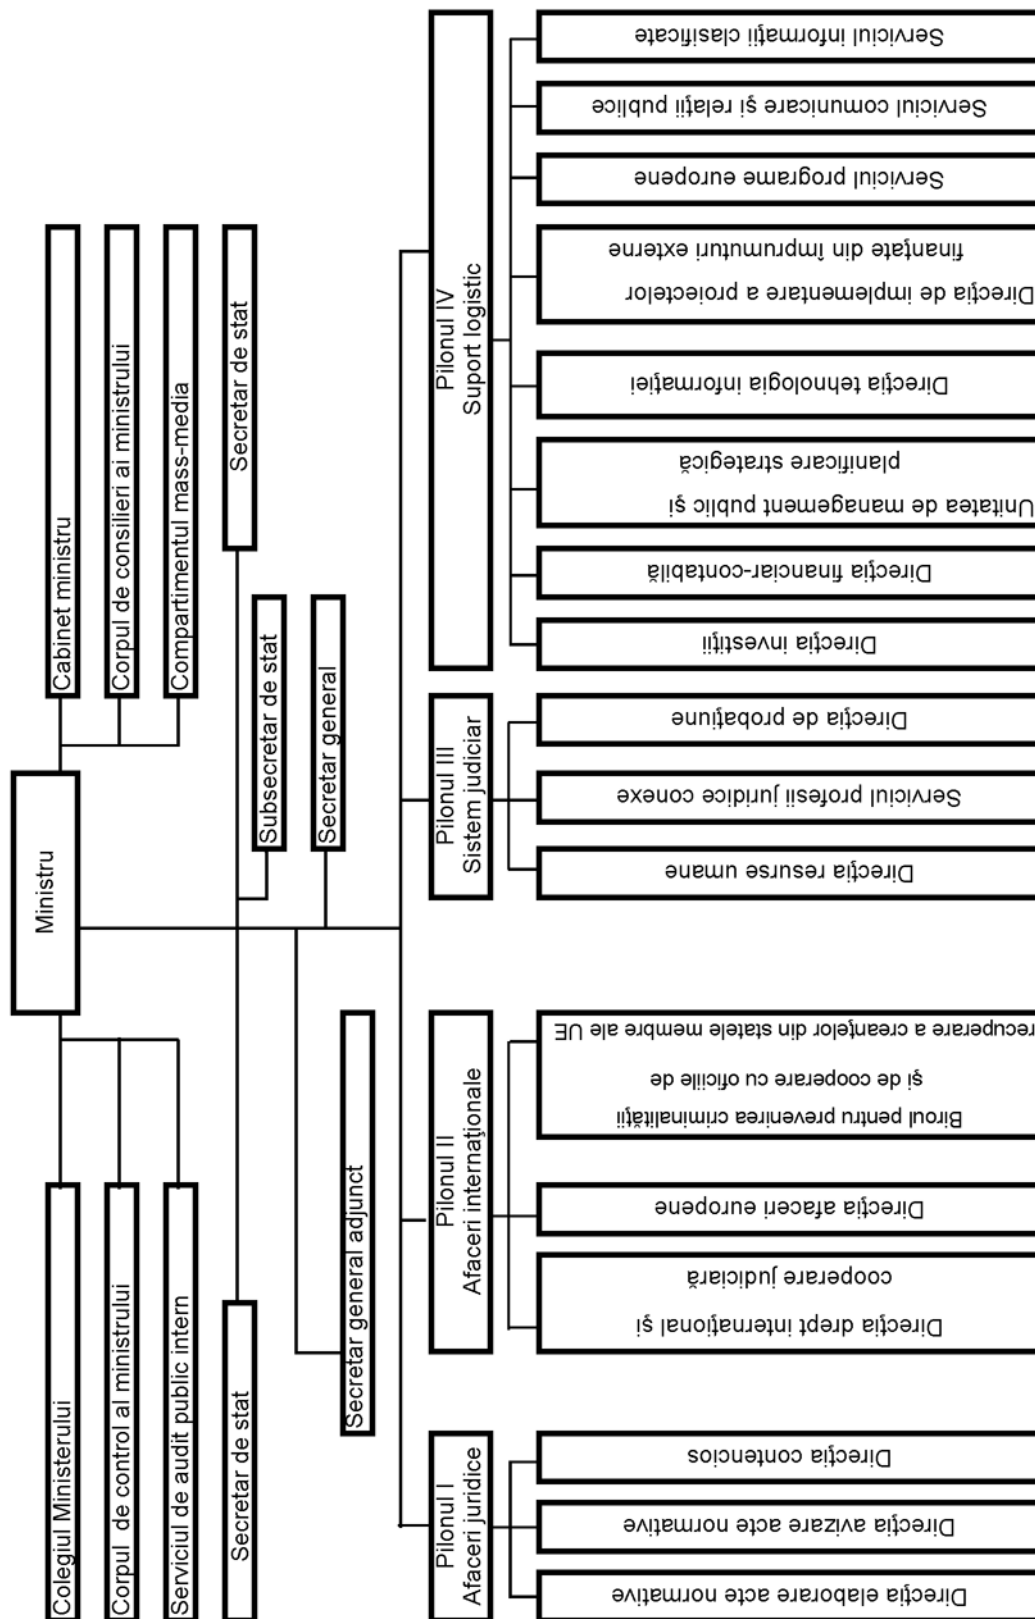 Ministru
Colegiul Ministerului
Corpul de control al ministrului
Serviciul de audit public intern
Cabinet ministru
Corpul de consilieri ai ministrului
Compartimentul mass-media
Secretar de stat
Secretar de stat
Subsecretar de stat
Secretar general
Secretar general adjunct
Pilonul I
Afaceri juridice
Pilonul II
Afaceri internaţionale
Pilonul III
Sistem judiciar
Pilonul IV
Suport logistic
Direcţia elaborare acte normative
Direcţia avizare acte normative
Direcţia contencios
Direcţia drept internaţional şi
cooperare judiciară
Direcţia afaceri europene
Biroul pentru prevenirea criminalităţii
şi de cooperare cu oficiile de
recuperare a creanţelor din statele membre ale UE
Direcţia resurse umane
Serviciul profesii juridice conexe
Direcţia de probaţiune
Direcţia investiţii
Direcţia financiar-contabilă
Unitatea de management public şi
planificare strategică
Direcţia tehnologia informaţiei
Direcţia de implementare a proiectelor
finanţate din împrumuturi externe
Serviciul programe europene
Serviciul comunicare şi relaţii publice
Serviciul informaţii clasificate